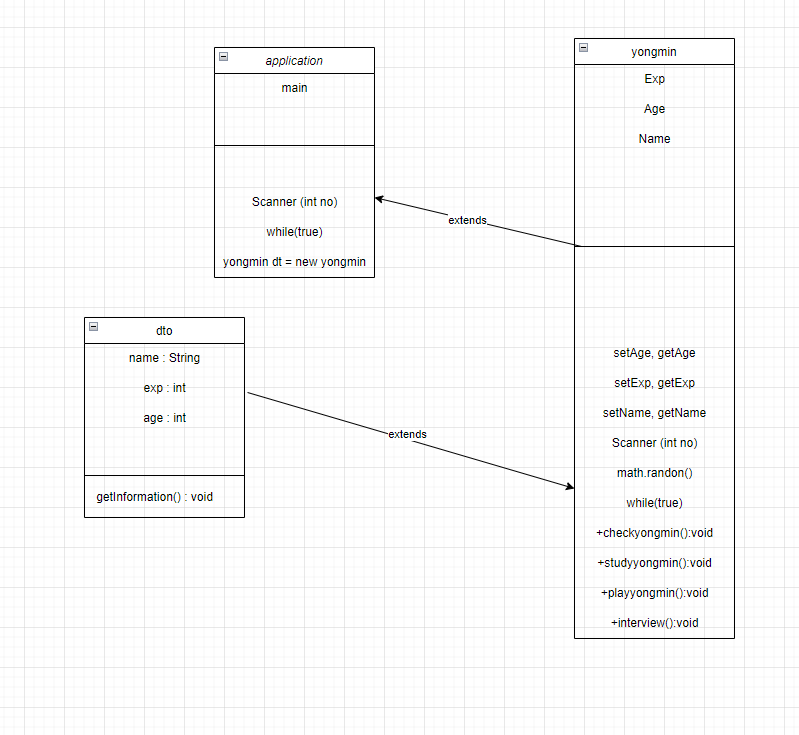 application
main
Scanner (int no)
while(true)
yongmin dt = new yongmin
yongmin
Exp
Age
Name
setAge, getAge
setExp, getExp
setName, getName
Scanner (int no)
math.randon()
while(true)
+checkyongmin():void
+studyyongmin():void
+playyongmin():void
+interview():void
extends
dto
name : String
exp : int
age : int
getInformation() : void
extends